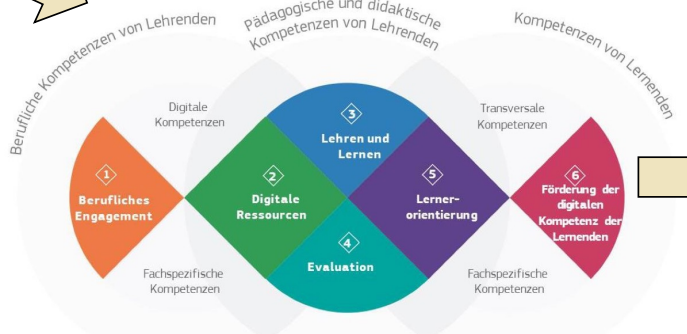 Berufliche Kompetenzen von Lehrenden
Pädagogische und didaktische
Kompetenzen von Lehrenden
Kompetenzen von Lernenden
Digitale
Kompetenzen
Transversale
Kompetenzen
1
Berufliches
Engagement
2
Digitale
Ressourcen
3
Lehren und
Lernen
4
Evaluation
5
Lerner-
orientierung
6
Förderung der
digitalen
Kompetenz der
Lernenden
Fachspezifische
Kompetenzen
Fachspezifische
Kompetenzen